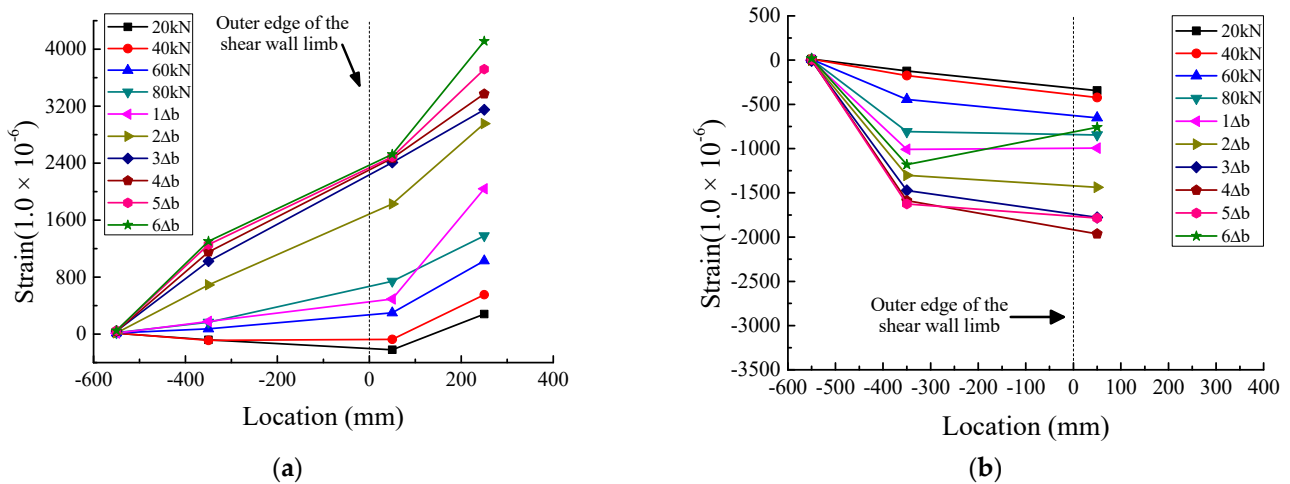 20kN
40kN
60kN
80kN
1Δb
2Δb
3Δb
4Δb
5Δb
6Δb
Outer edge of the
shear wall limb
4000
3200
2400
1600
800
0
Strain(1.0 × 10⁻⁶)
-600 -400 -200 0 200 400
Location (mm)
(a)
500
0
-500
-1000
-1500
-2000
-2500
-3000
-3500
Strain(1.0 × 10⁻⁶)
20kN
40kN
60kN
80kN
1Δb
2Δb
3Δb
4Δb
5Δb
6Δb
Outer edge of the
shear wall limb
-600 -500 -400 -300 -200 -100 0 100 200 300 400
Location (mm)
(b)